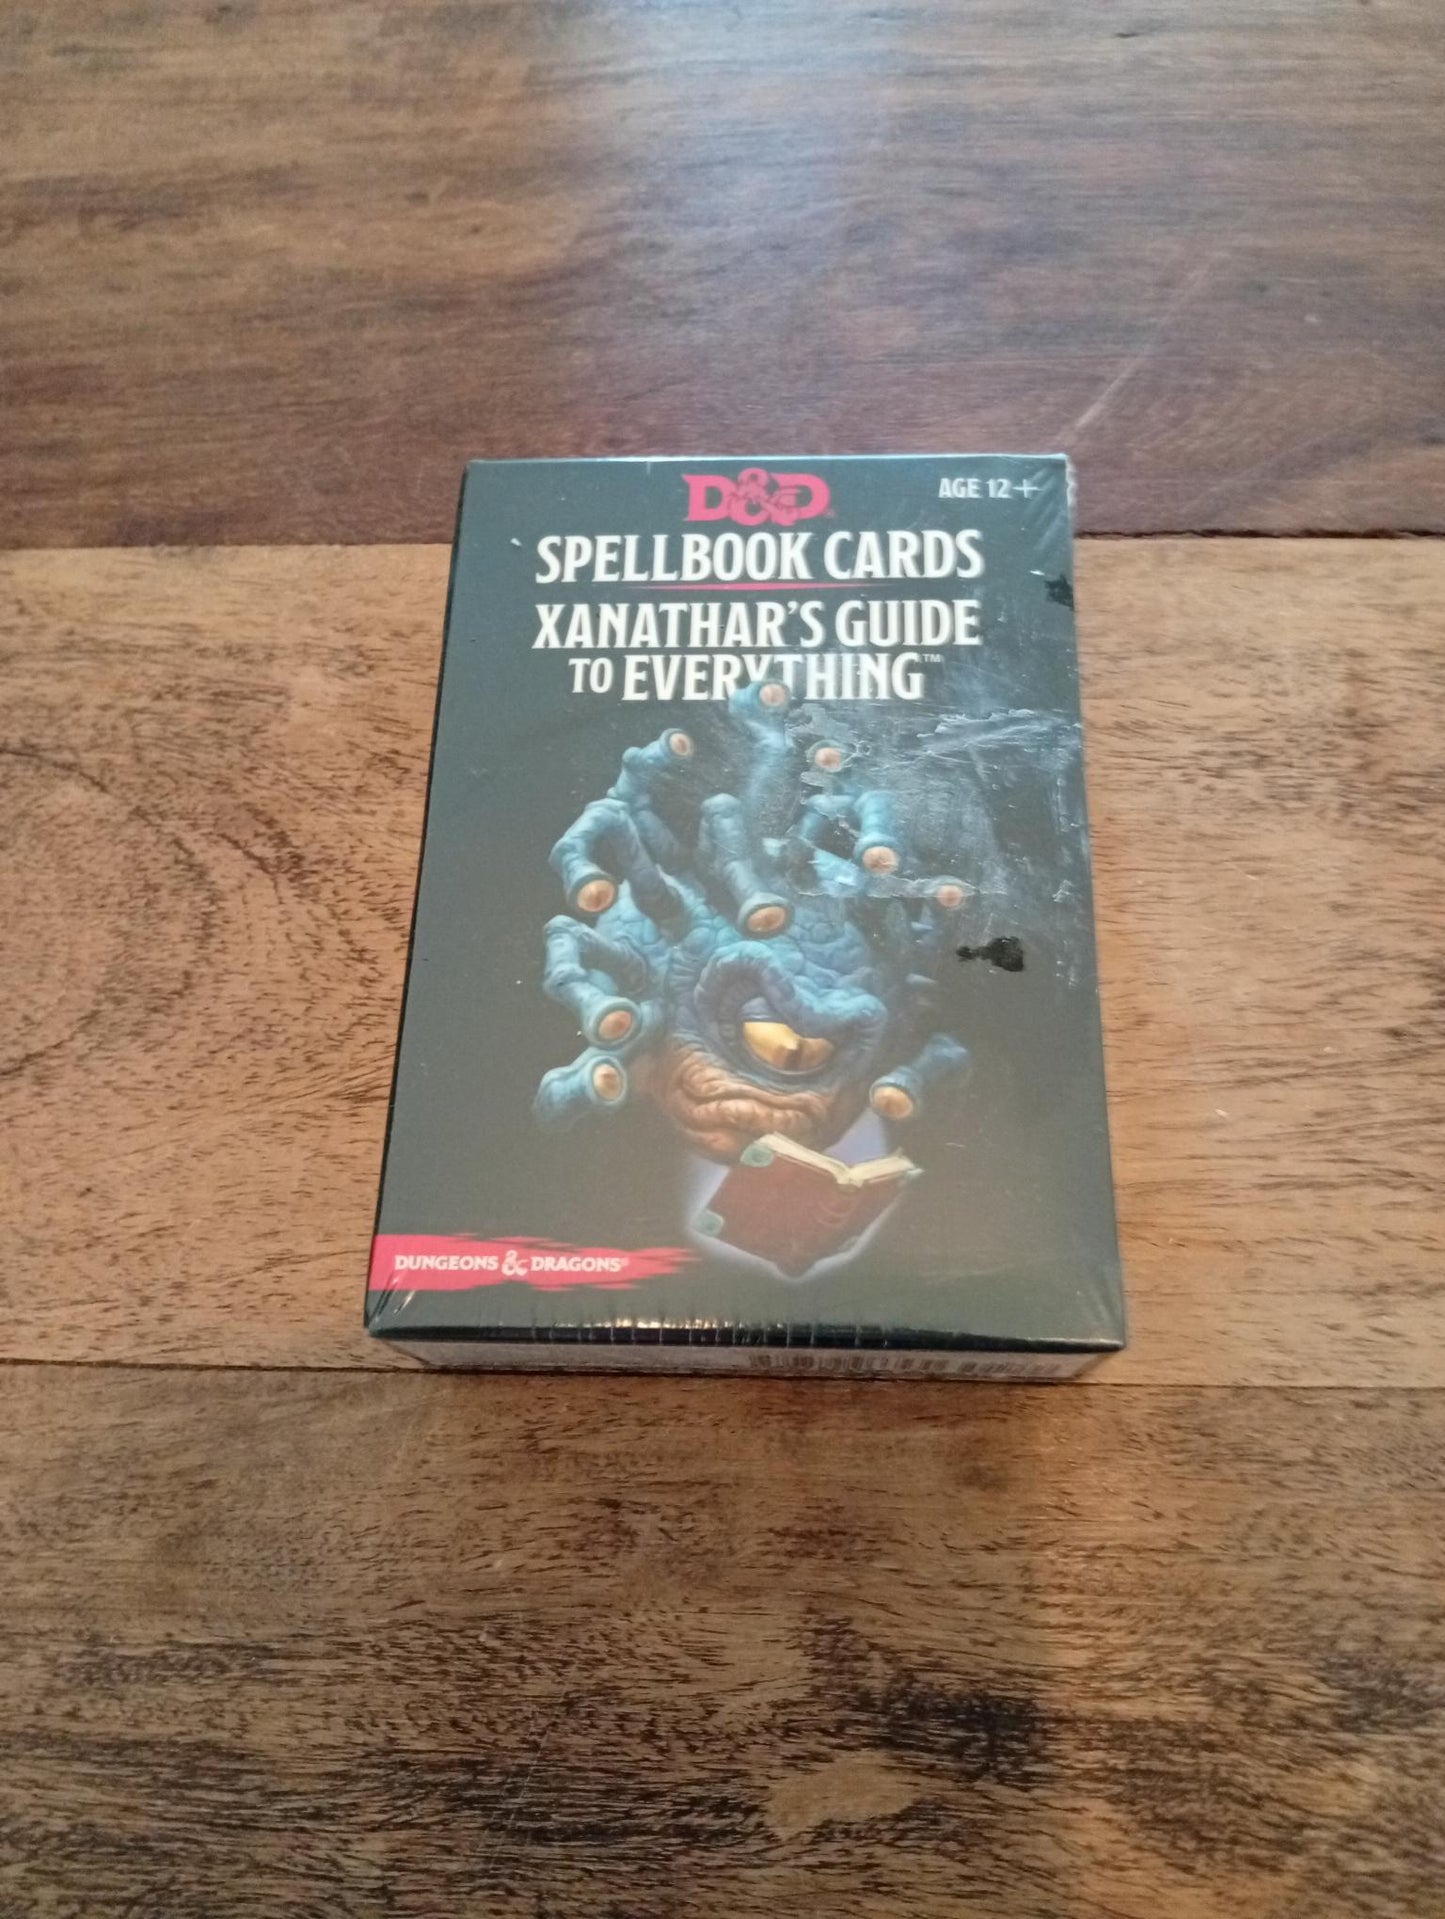 D&D
AGE 12+
SPELLBOOK CARDS
XANATHAR'S GUIDE
TO EVERYTHING™
DUNGEONS & DRAGONS®